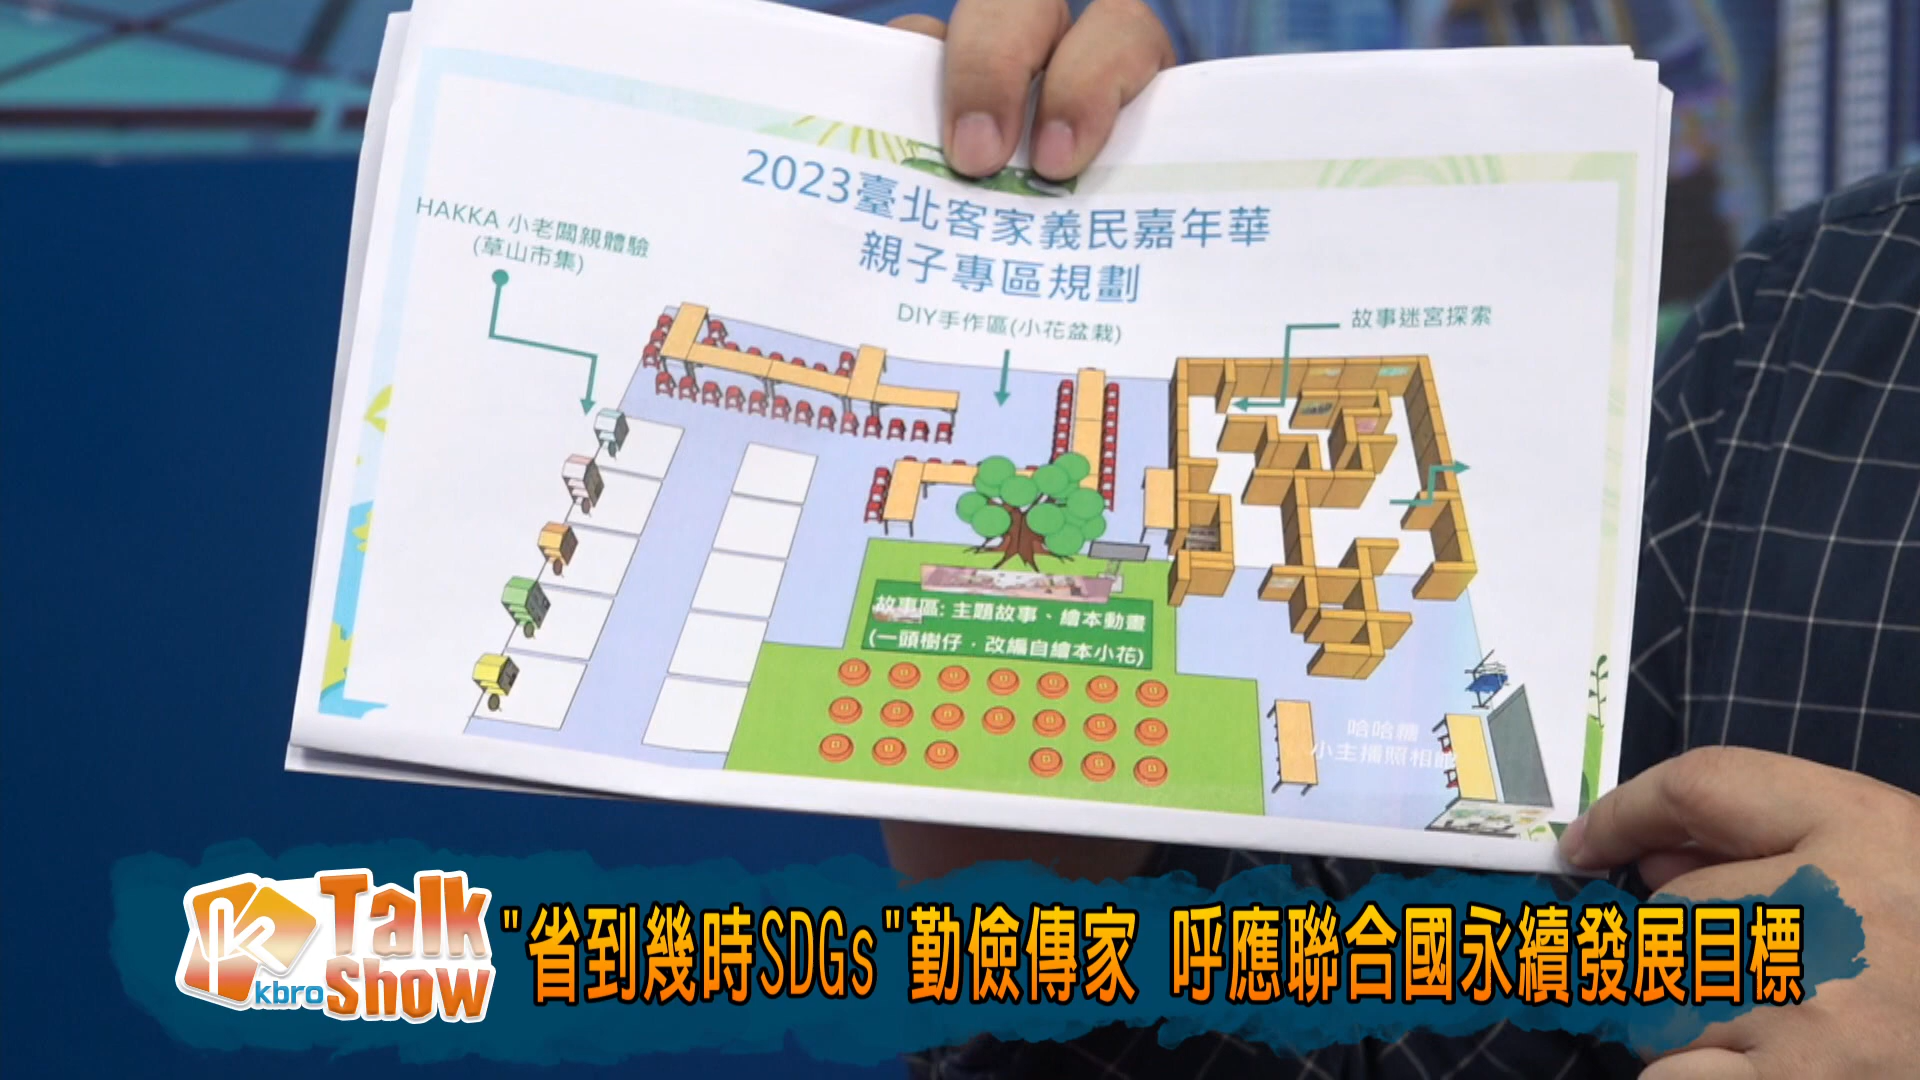 2023臺北客家義民嘉年華
親子專區規劃
HAKKA 小老闆親體驗
(草山市集)
DIY手作區(小花盆栽)
故事迷宮探索
故事區: 主題故事、繪本動畫
(一頭樹仔，改編自繪本小花)
哈哈糰
小主播照相館
Talk
Show
kbro
"省到幾時SDGs"勤儉傳家 呼應聯合國永續發展目標